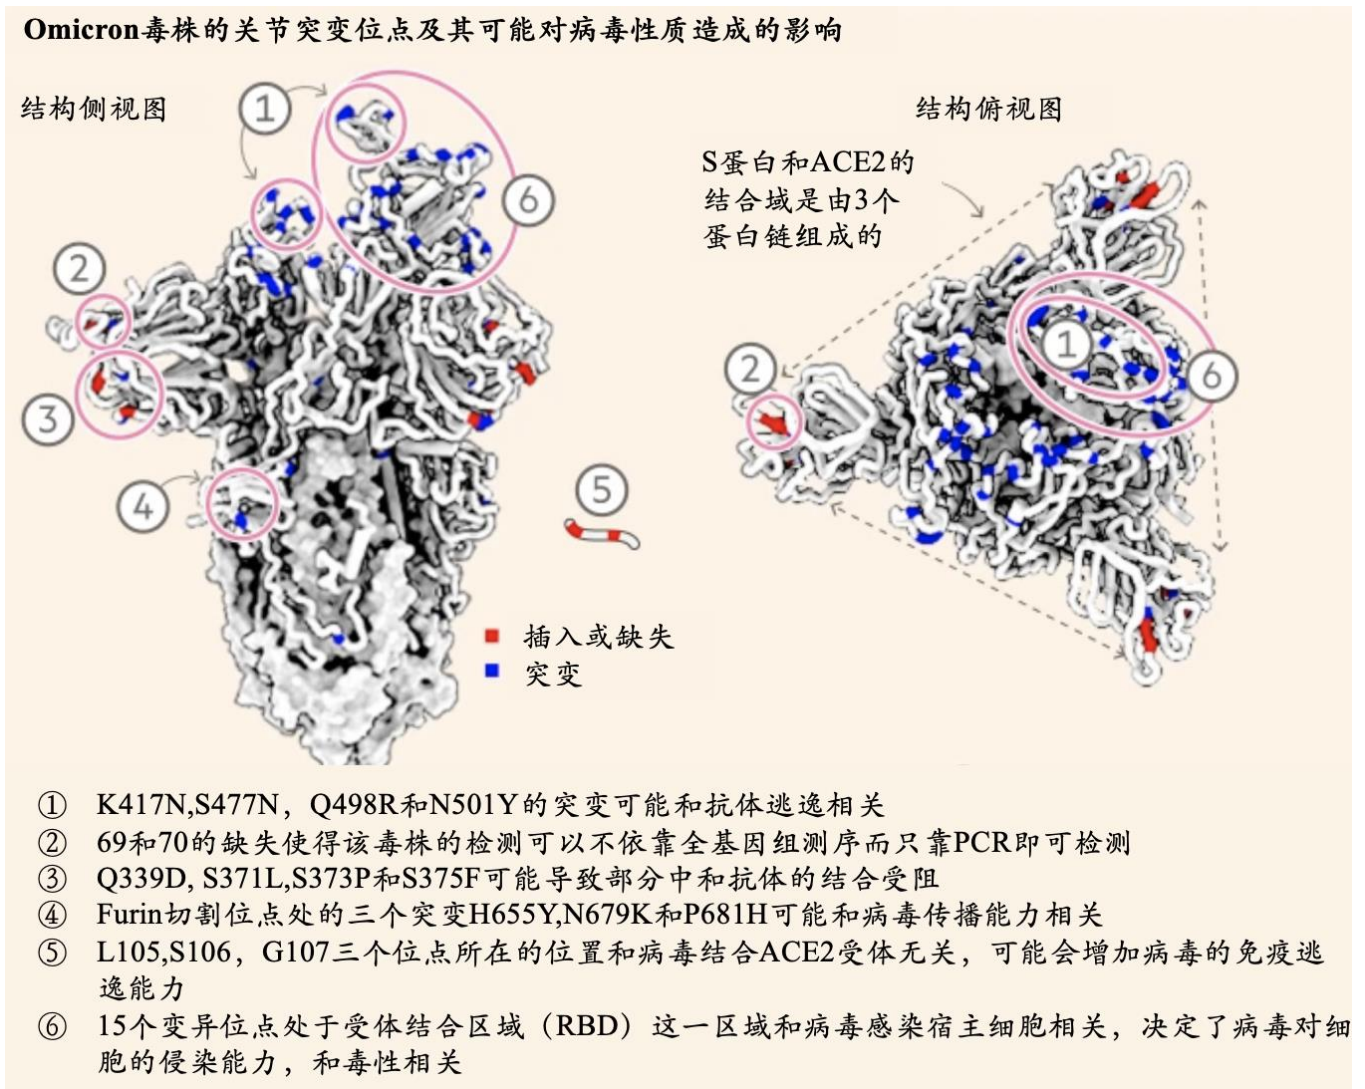 Omicron毒株的关节突变位点及其可能对病毒性质造成的影响
结构侧视图
①
⑥
②
③
④
⑤
插入或缺失
突变
结构俯视图
S蛋白和ACE2的
结合域是由3个
蛋白链组成的
②
①
⑥
① K417N,S477N，Q498R和N501Y的突变可能和抗体逃逸相关
② 69和70的缺失使得该毒株的检测可以不依靠全基因组测序而只靠PCR即可检测
③ Q339D, S371L,S373P和S375F可能导致部分中和抗体的结合受阻
④ Furin切割位点处的三个突变H655Y,N679K和P681H可能和病毒传播能力相关
⑤ L105,S106，G107三个位点所在的位置和病毒结合ACE2受体无关，可能会增加病毒的免疫逃
逸能力
⑥ 15个变异位点处于受体结合区域（RBD）这一区域和病毒感染宿主细胞相关，决定了病毒对细
胞的侵染能力，和毒性相关